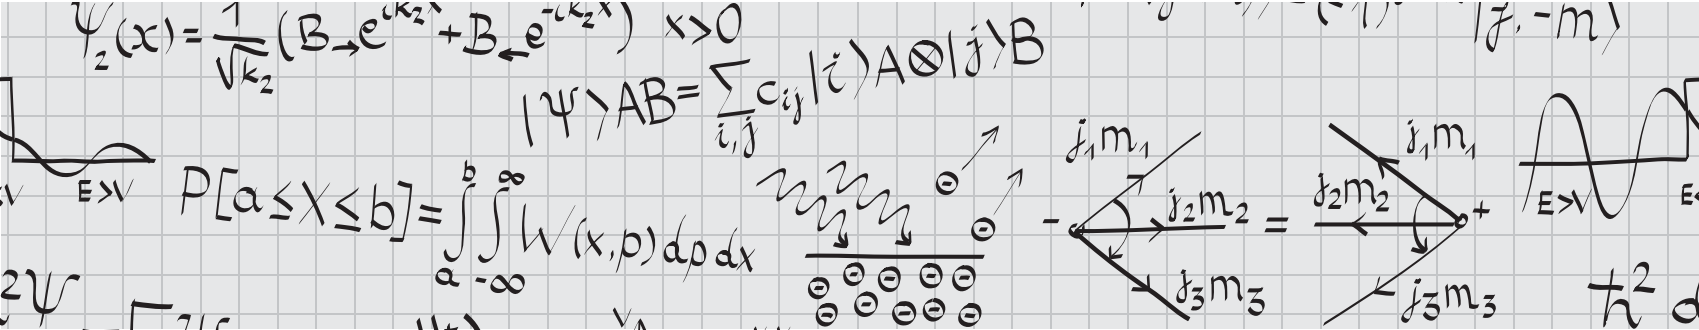 Ψ₂(x) = 1/√k₂ (B→e^{ik₂x} + B←e^{-ik₂x}) x>0
|j, -m⟩
|Ψ⟩AB = ∑_{i,j} c_{ij} |i⟩A⊗|j⟩B
E>V
P[a≤X≤b] = ∫_a^b ∫_{-∞}^{∞} W(x,p) dp dx
⊖ ⊖
⊖ ⊖ ⊖ ⊖ ⊖
⊖ ⊖ ⊖ ⊖ ⊖
- j₁m₁ j₂m₂ j₃m₃ = j₁m₁ j₂m₂ j₃m₃ +
E>V
²Ψ
ħ²